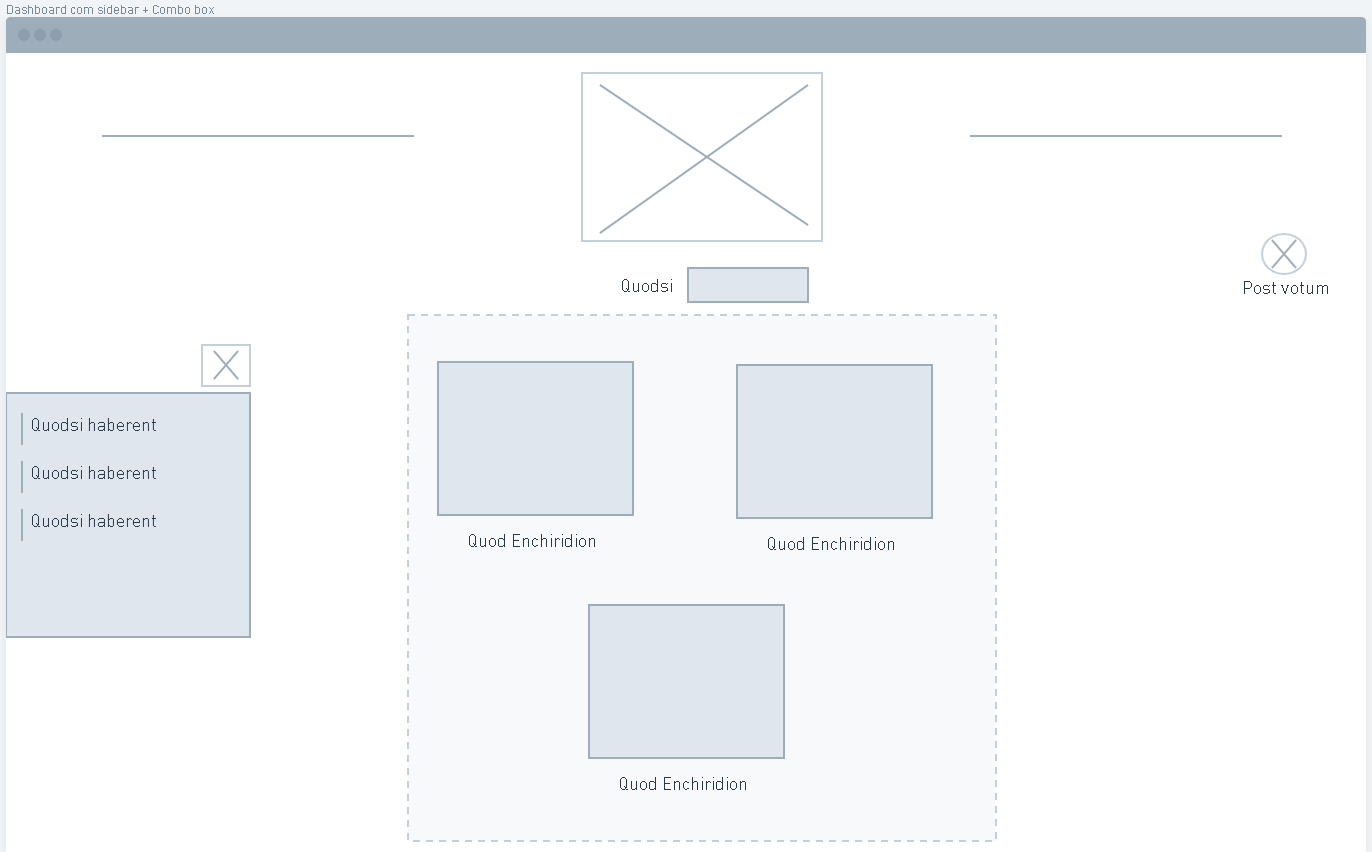 Dashboard com sidebar + Combo box
Quodsi
Post votum
Quodsi haberent
Quodsi haberent
Quodsi haberent
Quod Enchiridion
Quod Enchiridion
Quod Enchiridion